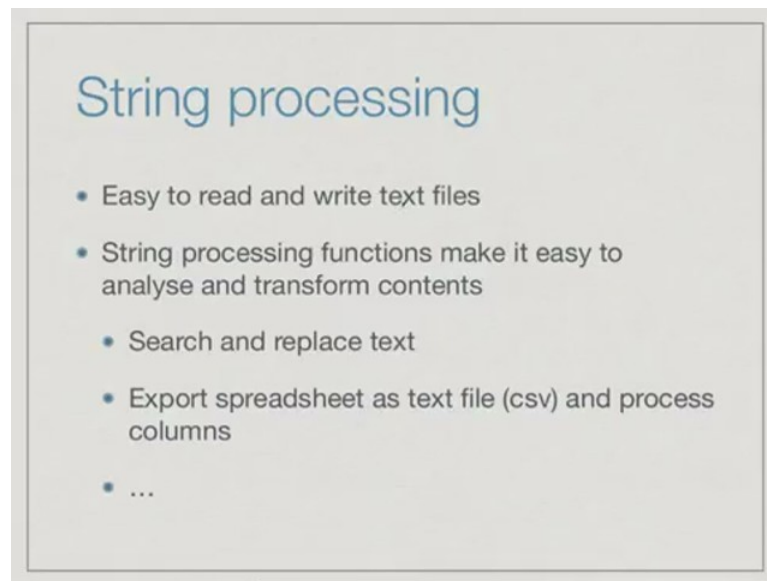 String processing
• Easy to read and write text files
• String processing functions make it easy to
analyse and transform contents
• Search and replace text
• Export spreadsheet as text file (csv) and process
columns
• ...